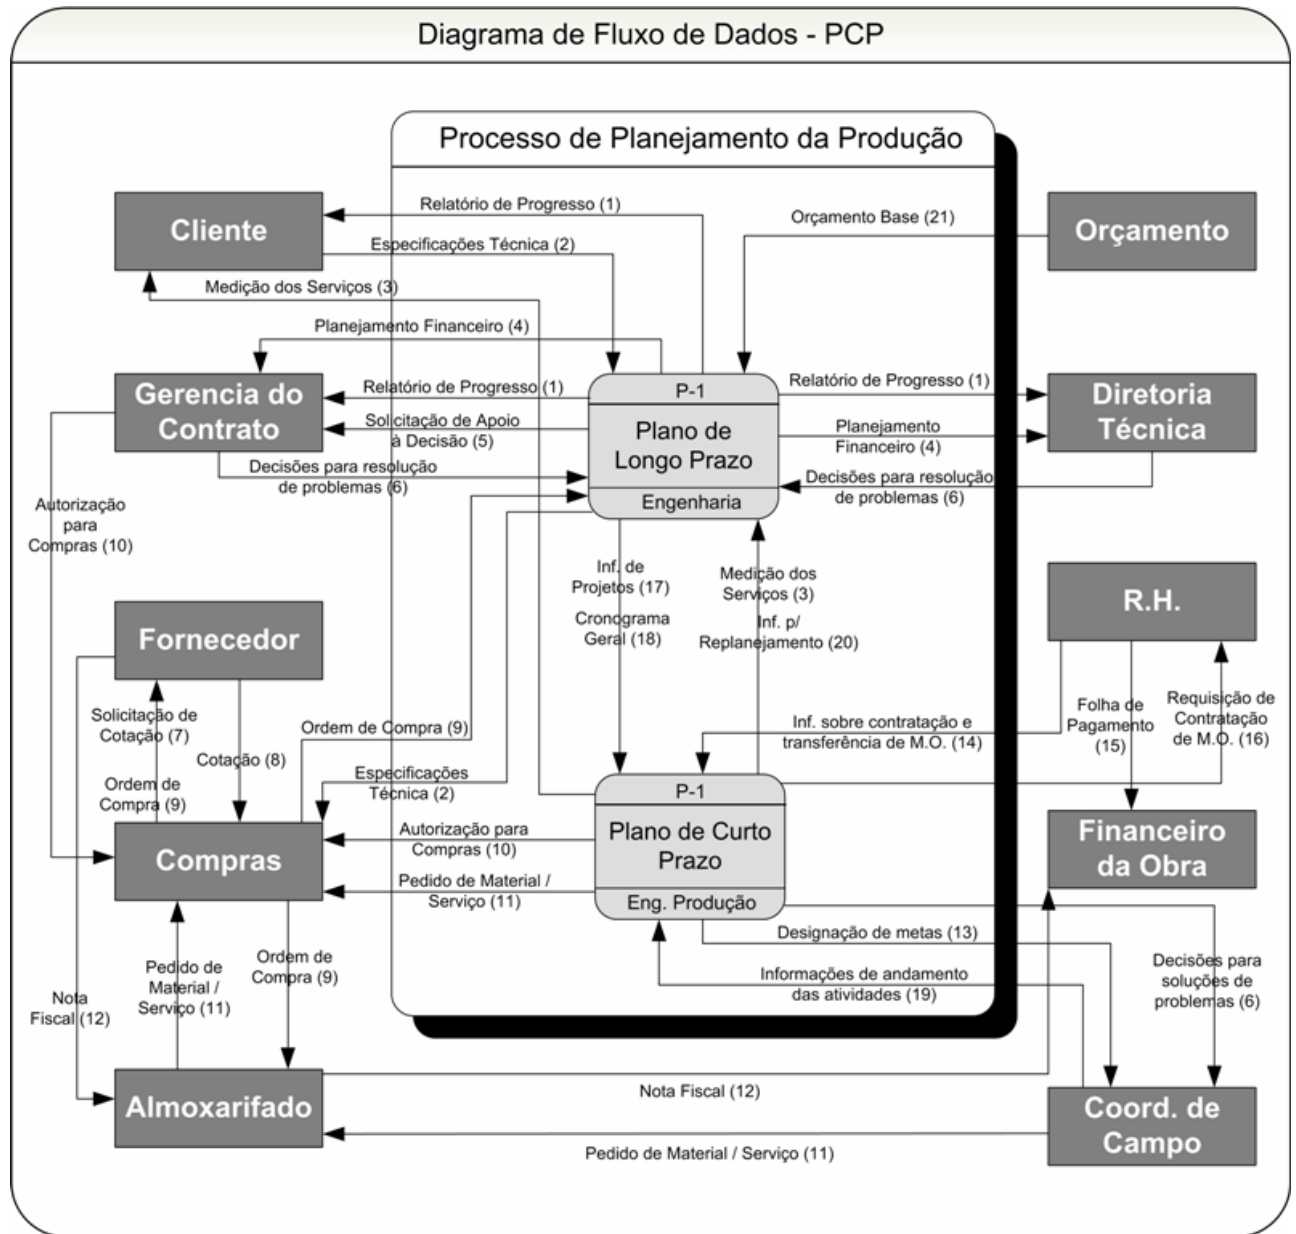 Diagrama de Fluxo de Dados - PCP
Processo de Planejamento da Produção
Cliente
Relatório de Progresso (1)
Especificações Técnica (2)
Medição dos Serviços (3)
Orçamento Base (21)
Orçamento
Planejamento Financeiro (4)
Gerencia do
Contrato
Relatório de Progresso (1)
Solicitação de Apoio
à Decisão (5)
Decisões para resolução
de problemas (6)
P-1
Plano de
Longo Prazo
Engenharia
Relatório de Progresso (1)
Planejamento
Financeiro (4)
Decisões para resolução
de problemas (6)
Diretoria
Técnica
Autorização
para
Compras (10)
Inf. de
Projetos (17)
Cronograma
Geral (18)
Medição dos
Serviços (3)
Inf. p/
Replanejamento (20)
R.H.
Fornecedor
Solicitação de
Cotação (7)
Cotação (8)
Ordem de
Compra (9)
Ordem de Compra (9)
Especificações
Técnica (2)
Inf. sobre contratação e
transferência de M.O. (14)
Folha de
Pagamento
(15)
Requisição de
Contratação
de M.O. (16)
Compras
Autorização para
Compras (10)
Pedido de Material /
Serviço (11)
P-1
Plano de Curto
Prazo
Eng. Produção
Financeiro
da Obra
Designação de metas (13)
Informações de andamento
das atividades (19)
Decisões para
soluções de
problemas (6)
Nota
Fiscal (12)
Pedido de
Material /
Serviço (11)
Ordem de
Compra (9)
Almoxarifado
Nota Fiscal (12)
Pedido de Material / Serviço (11)
Coord. de
Campo